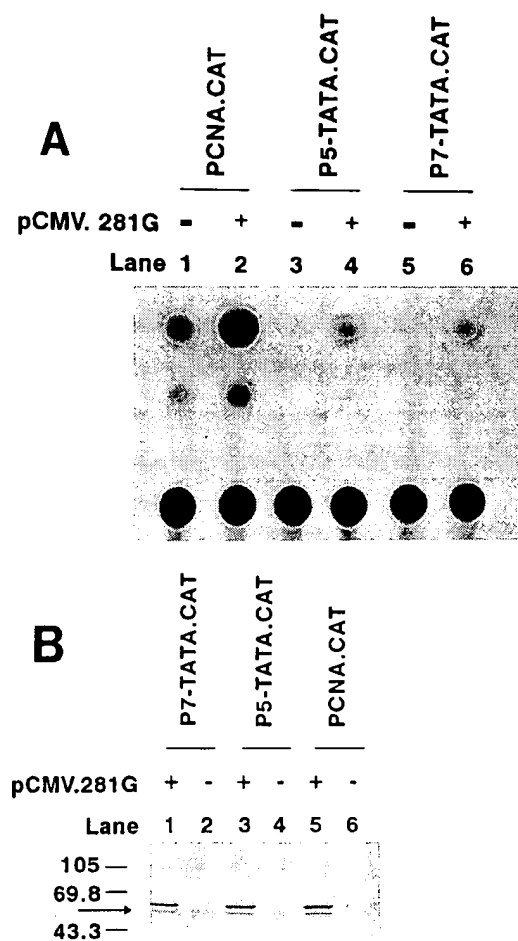 A
PCNA.CAT
P5-TATA.CAT
P7-TATA.CAT
pCMV. 281G - + - + - +
Lane 1 2 3 4 5 6
B
P7-TATA.CAT
P5-TATA.CAT
PCNA.CAT
pCMV.281G + - + - + -
Lane 1 2 3 4 5 6
105
69.8
43.3